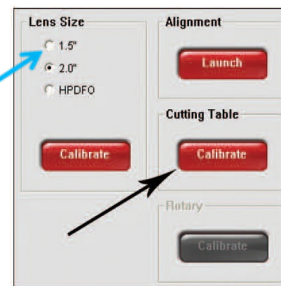 Lens Size
1.5"
2.0"
HPDFO
Calibrate
Alignment
Launch
Cutting Table
Calibrate
Rotary
Calibrate